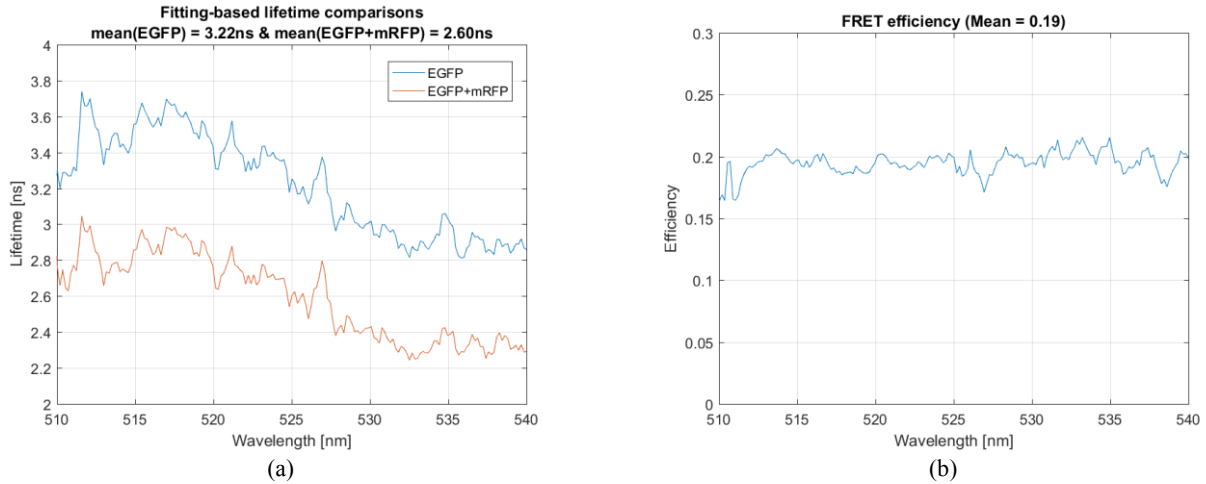 Fitting-based lifetime comparisons
mean(EGFP) = 3.22ns & mean(EGFP+mRFP) = 2.60ns
4
3.8
3.6
3.4
3.2
3
2.8
2.6
2.4
2.2
2
Lifetime [ns]
EGFP
EGFP+mRFP
510 515 520 525 530 535 540
Wavelength [nm]
(a)
FRET efficiency (Mean = 0.19)
0.3
0.25
0.2
0.15
0.1
0.05
0
Efficiency
510 515 520 525 530 535 540
Wavelength [nm]
(b)